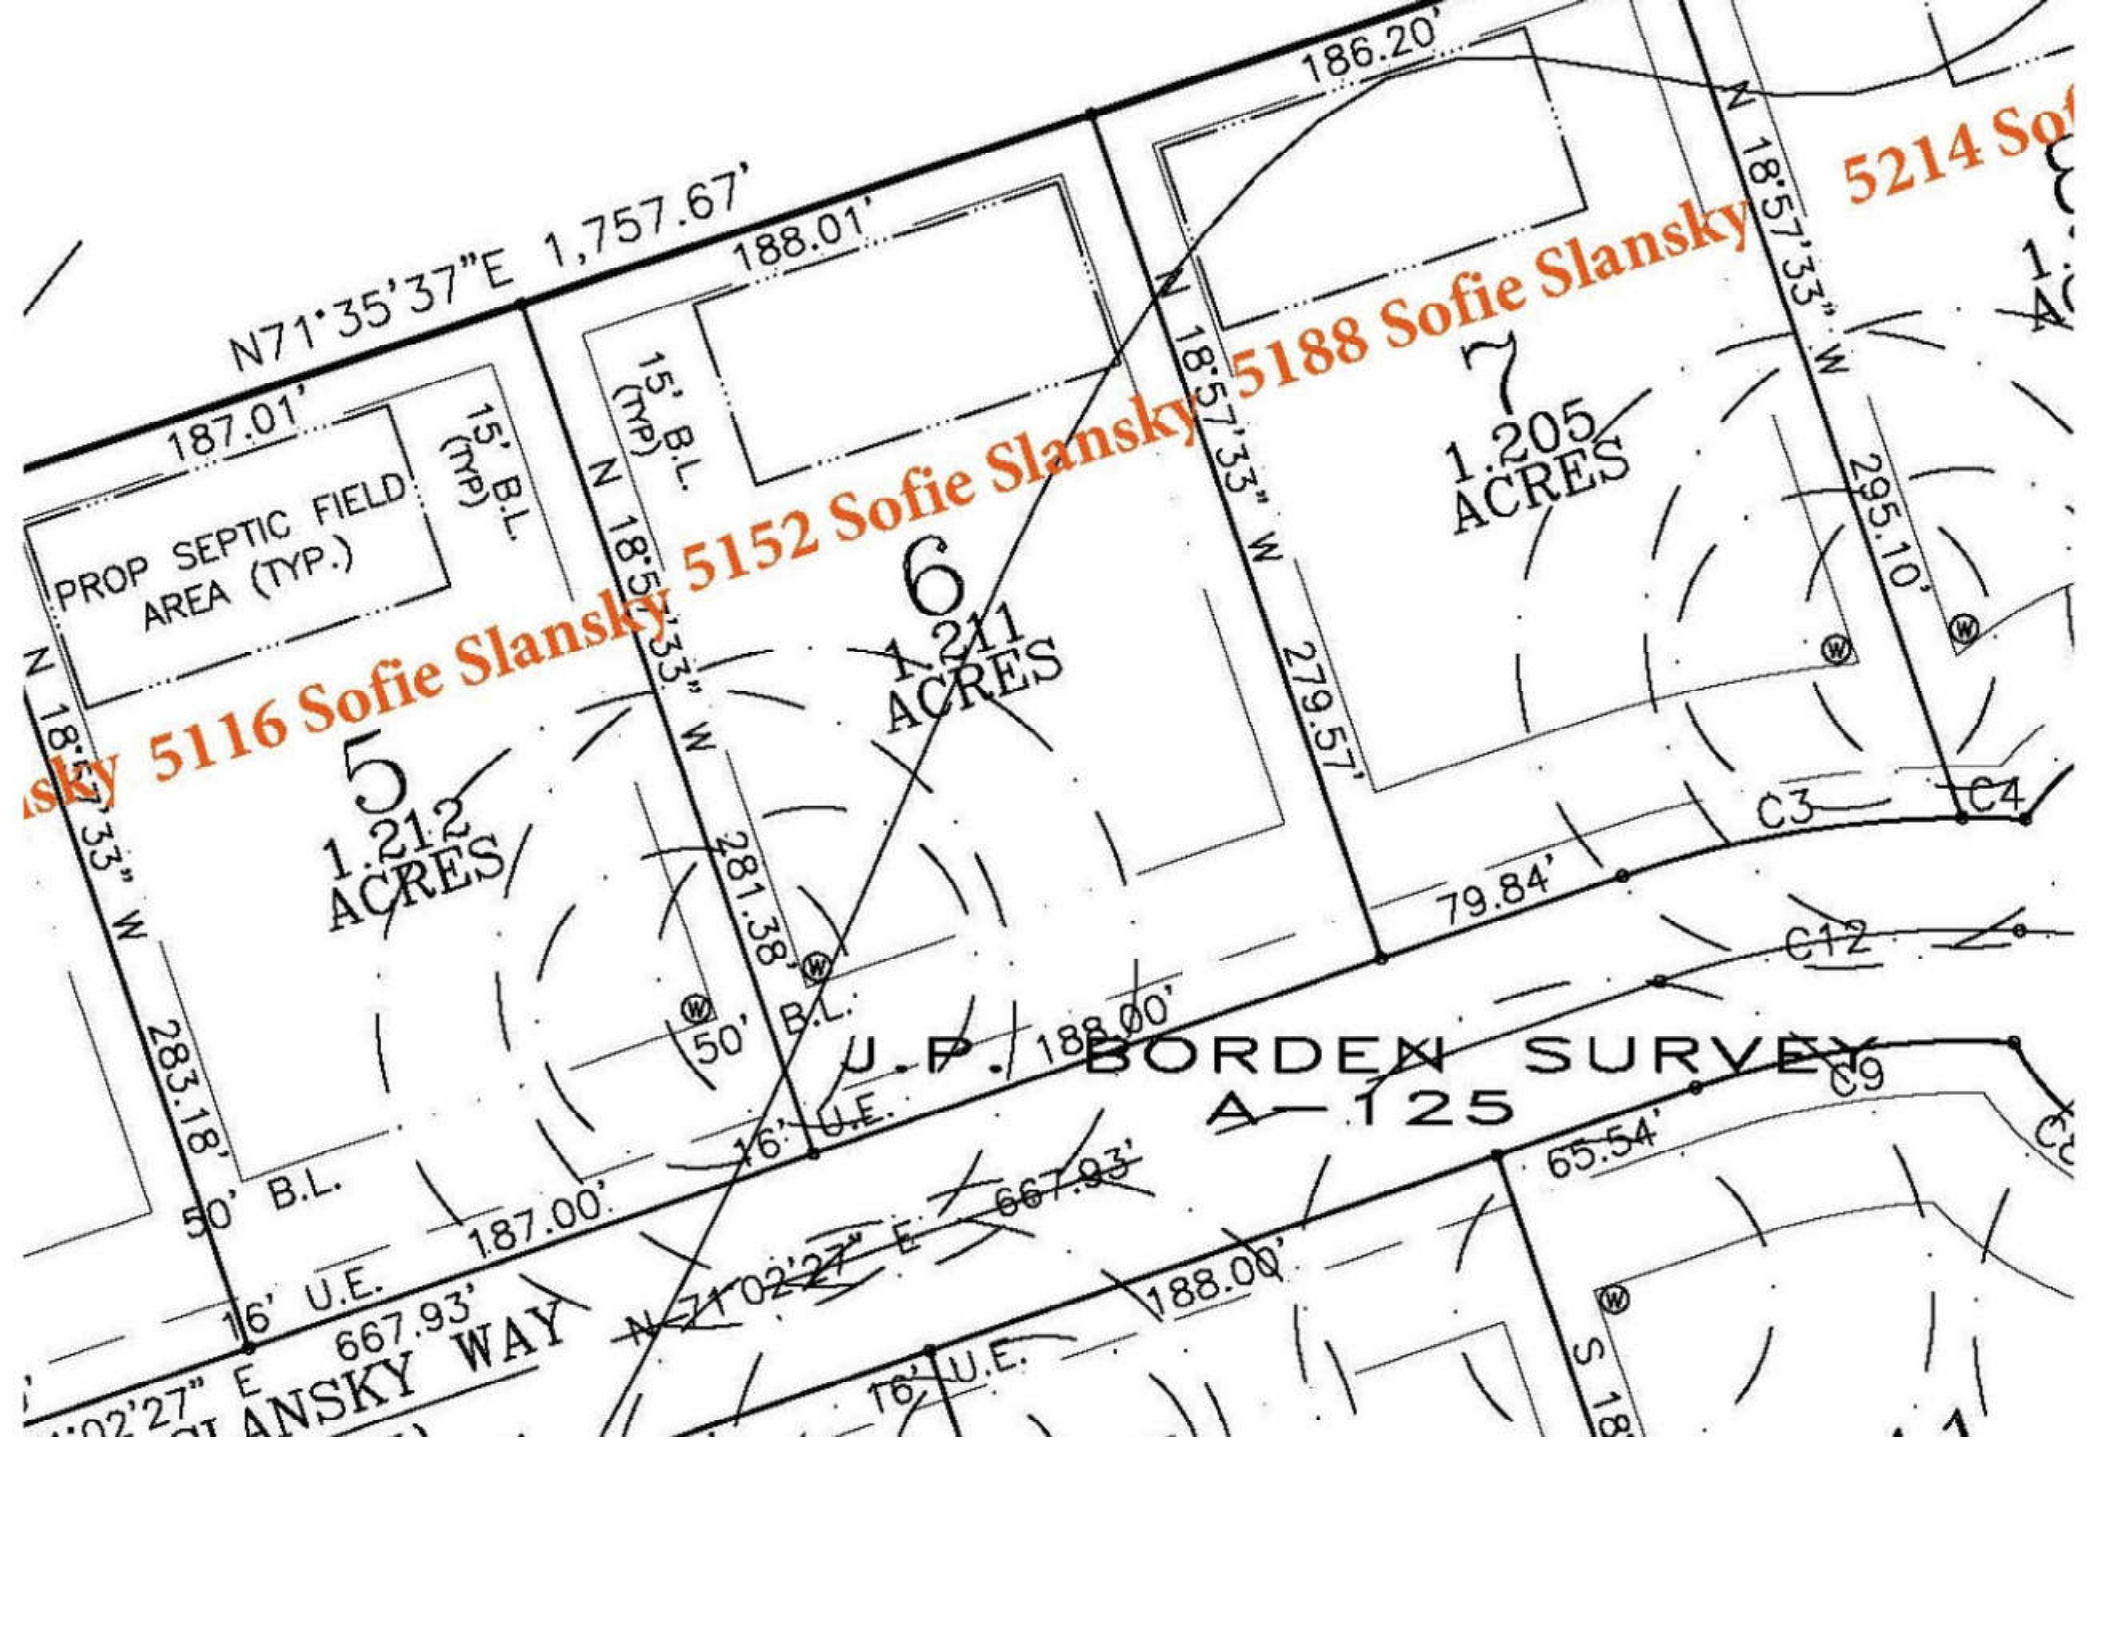 186.20'
N71°35'37"E 1,757.67'
188.01'
187.01'
15' B.L.
(TYP)
15' B.L.
(TYP)
PROP SEPTIC FIELD
AREA (TYP.)
5116 Sofie Slansky
5152 Sofie Slansky
5188 Sofie Slansky
5214
5
1.212
ACRES
6
1.211
ACRES
7
1.205
ACRES
N 18°57'33" W
283.18'
N 18°57'33" W
281.38'
N 18°57'33" W
279.57'
N 18°57'33" W
295.10'
W
W
W
W
W
C3
C4
79.84'
C12
50' B.L.
50' B.L.
188.00'
J.P. BORDEN SURVEY
A-125
C9
65.54'
16' U.E.
16' U.E.
187.00'
667.93'
N 71°02'27" E
667.93'
188.00'
16' U.E.
02'27" E
SLANSKY WAY
S 18°